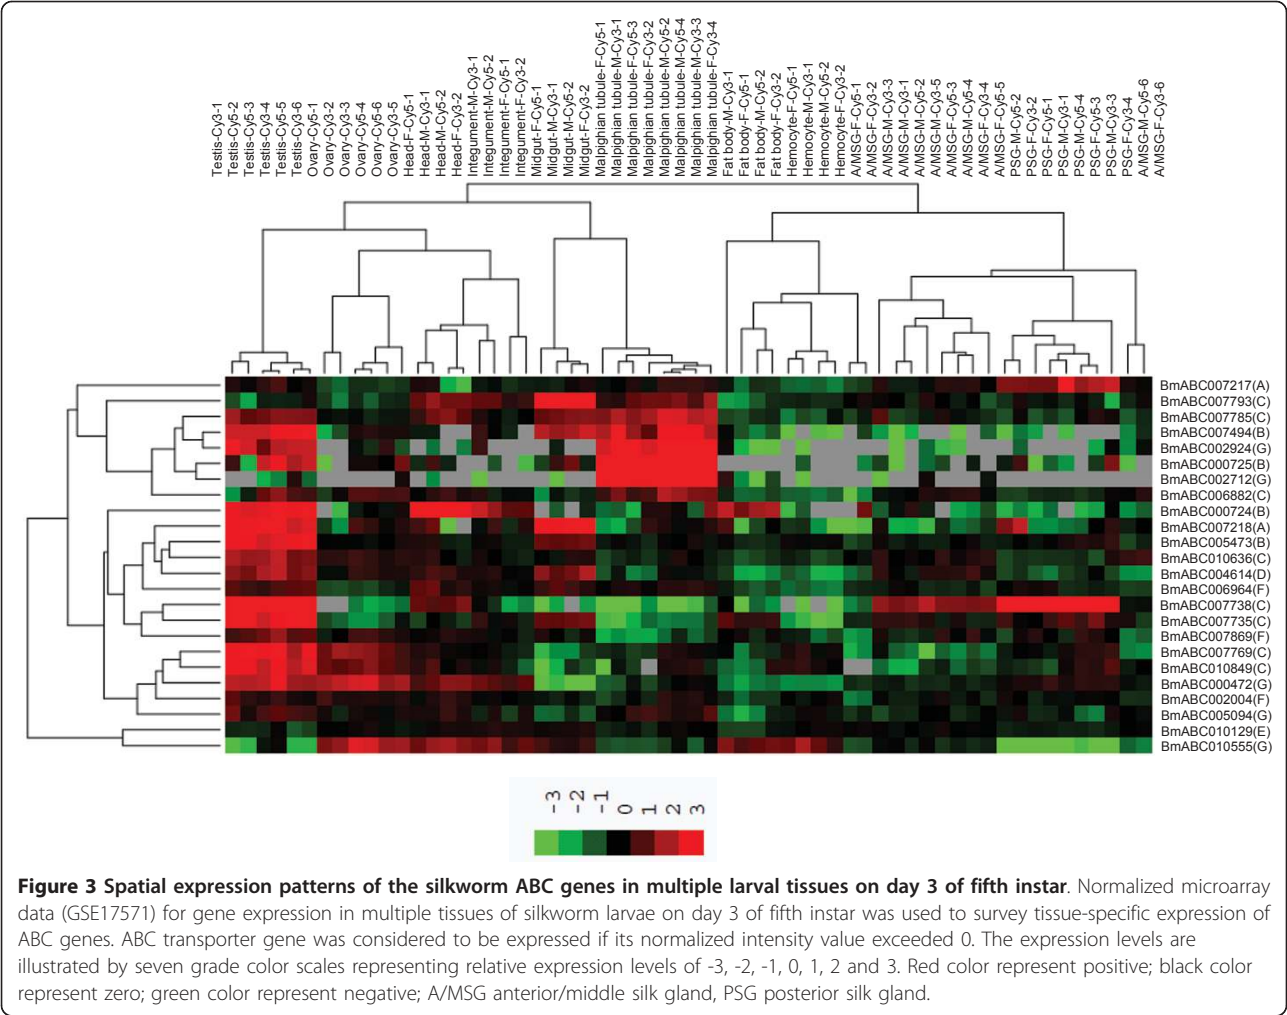 Testis-Cy3-1
Testis-Cy5-2
Testis-Cy5-3
Testis-Cy3-4
Testis-Cy5-5
Testis-Cy3-6
Ovary-Cy5-1
Ovary-Cy3-2
Ovary-Cy3-3
Ovary-Cy5-4
Ovary-Cy5-6
Ovary-Cy3-5
Head-F-Cy5-1
Head-M-Cy3-1
Head-M-Cy5-2
Head-F-Cy3-2
Integument-M-Cy3-1
Integument-M-Cy5-2
Integument-F-Cy5-1
Integument-F-Cy3-2
Midgut-F-Cy5-1
Midgut-M-Cy3-1
Midgut-M-Cy5-2
Midgut-F-Cy3-2
Malpighian tubule-F-Cy5-1
Malpighian tubule-M-Cy3-1
Malpighian tubule-F-Cy5-3
Malpighian tubule-F-Cy3-2
Malpighian tubule-M-Cy5-2
Malpighian tubule-M-Cy5-4
Malpighian tubule-M-Cy3-3
Malpighian tubule-F-Cy3-4
Fat body-M-Cy3-1
Fat body-F-Cy5-1
Fat body-M-Cy5-2
Fat body-F-Cy3-2
Hemocyte-F-Cy5-1
Hemocyte-M-Cy3-1
Hemocyte-M-Cy5-2
Hemocyte-F-Cy3-2
A/MSG-F-Cy5-1
A/MSG-F-Cy3-2
A/MSG-M-Cy3-3
A/MSG-M-Cy3-1
A/MSG-M-Cy5-2
A/MSG-M-Cy3-5
A/MSG-F-Cy5-3
A/MSG-M-Cy5-4
A/MSG-F-Cy3-4
A/MSG-F-Cy5-5
PSG-M-Cy5-2
PSG-F-Cy3-2
PSG-F-Cy5-1
PSG-M-Cy3-1
PSG-M-Cy5-4
PSG-F-Cy5-3
PSG-M-Cy3-3
PSG-F-Cy3-4
A/MSG-M-Cy5-6
A/MSG-F-Cy3-6
BmABC007217(A)
BmABC007793(C)
BmABC007785(C)
BmABC007494(B)
BmABC002924(G)
BmABC000725(B)
BmABC002712(G)
BmABC006882(C)
BmABC000724(B)
BmABC007218(A)
BmABC005473(B)
BmABC010636(C)
BmABC004614(D)
BmABC006964(F)
BmABC007738(C)
BmABC007735(C)
BmABC007869(F)
BmABC007769(C)
BmABC010849(C)
BmABC000472(G)
BmABC002004(F)
BmABC005094(G)
BmABC010129(E)
BmABC010555(G)
-3 -2 -1 0 1 2 3
Figure 3 Spatial expression patterns of the silkworm ABC genes in multiple larval tissues on day 3 of fifth instar. Normalized microarray
data (GSE17571) for gene expression in multiple tissues of silkworm larvae on day 3 of fifth instar was used to survey tissue-specific expression of
ABC genes. ABC transporter gene was considered to be expressed if its normalized intensity value exceeded 0. The expression levels are
illustrated by seven grade color scales representing relative expression levels of -3, -2, -1, 0, 1, 2 and 3. Red color represent positive; black color
represent zero; green color represent negative; A/MSG anterior/middle silk gland, PSG posterior silk gland.